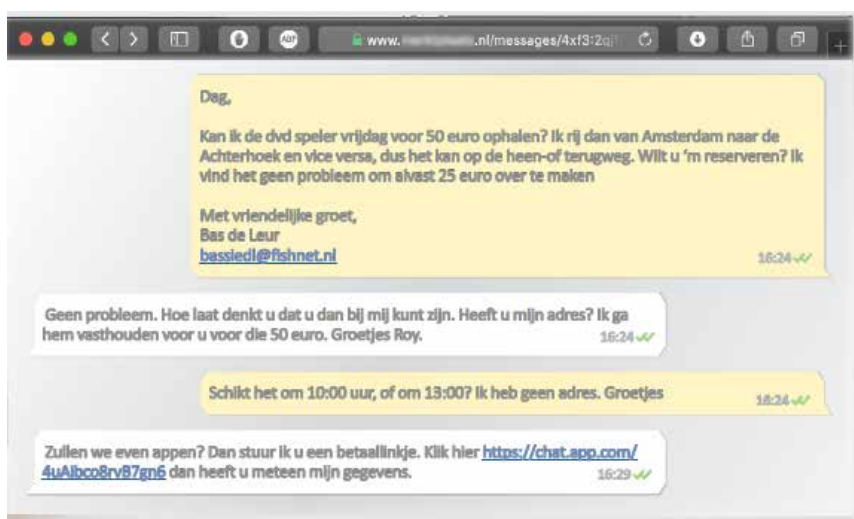 www. .nl/messages/4xf3:2qj
ABP
Dag,
Kan ik de dvd speler vrijdag voor 50 euro ophalen? Ik rij dan van Amsterdam naar de
Achterhoek en vice versa, dus het kan op de heen-of terugweg. Wilt u ‘m reserveren? Ik
vind het geen probleem om alvast 25 euro over te maken
Met vriendelijke groet,
Bas de Leur
bassiedl@fishnet.nl
16:24
Geen probleem. Hoe laat denkt u dat u dan bij mij kunt zijn. Heeft u mijn adres? Ik ga
hem vasthouden voor u voor die 50 euro. Groetjes Roy.
16:24
Schikt het om 10:00 uur, of om 13:00? Ik heb geen adres. Groetjes
16:24
Zullen we even appen? Dan stuur ik u een betaallinkje. Klik hier https://chat.app.com/
4uAlbco8rvB7gn6 dan heeft u meteen mijn gegevens.
16:29